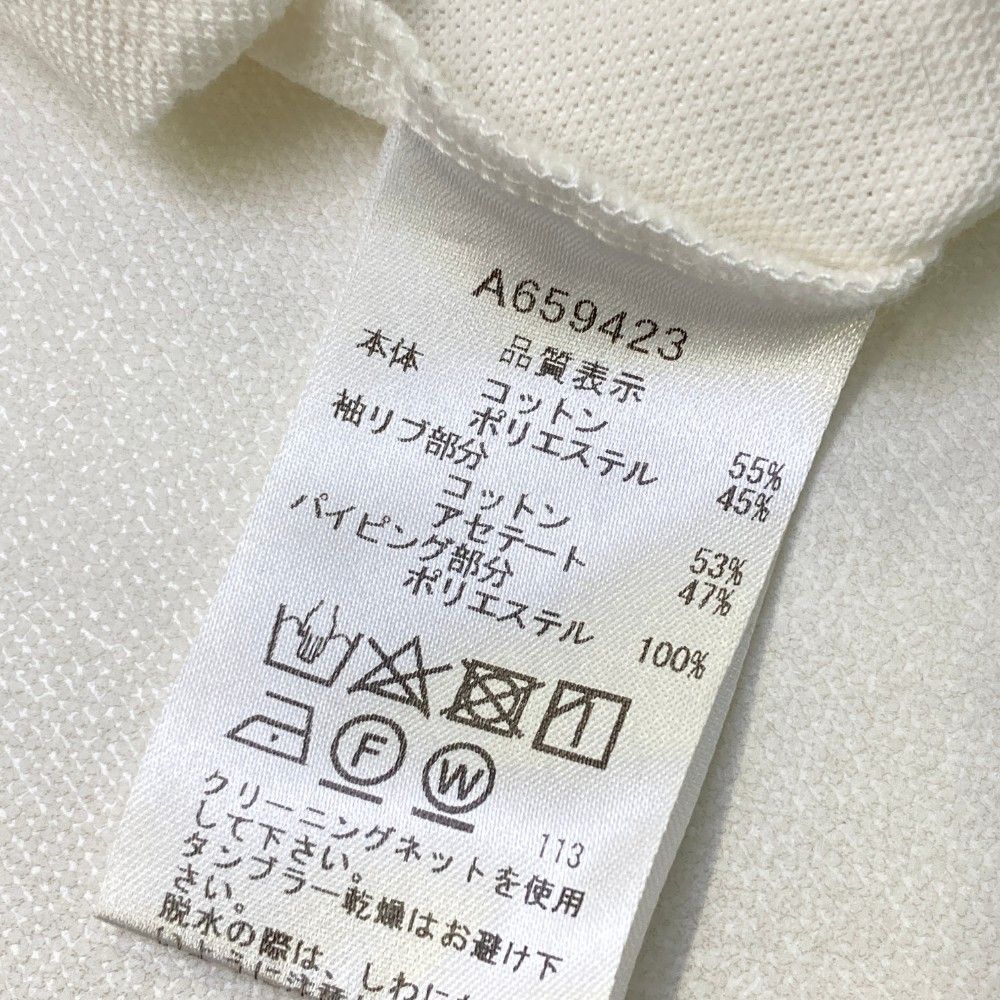 A659423
品質表示
本体
コットン 55%
ポリエステル 45%
袖リブ部分
コットン 53%
アセテート 47%
パイピング部分
ポリエステル 100%
F W
113
クリーニングネットを使用
して下さい。
タンブラー乾燥はお避け下
さい。
脱水の際は、しわに